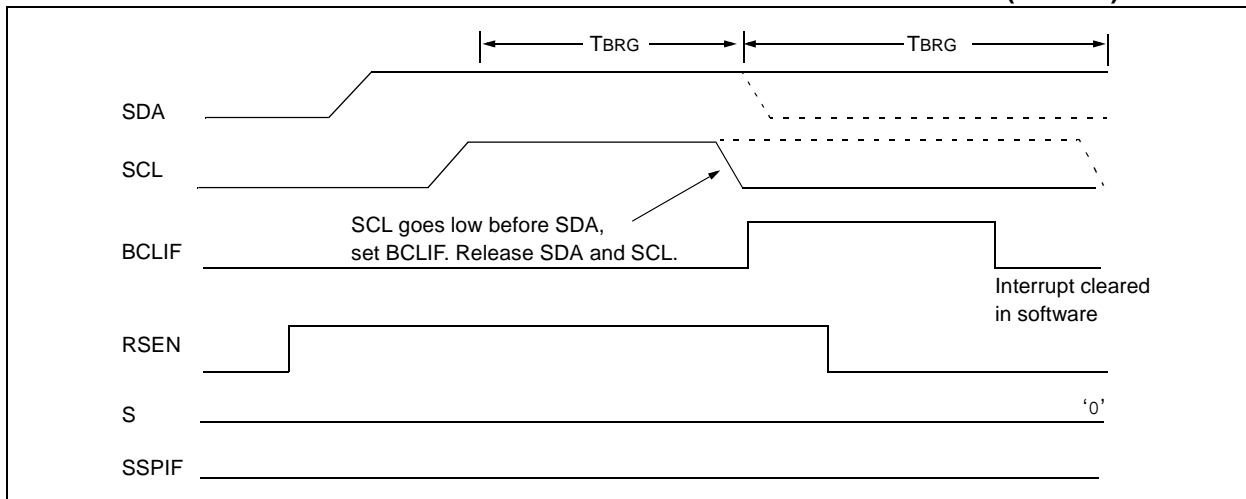 TBRG TBRG
SDA
SCL
SCL goes low before SDA,
set BCLIF. Release SDA and SCL.
BCLIF
Interrupt cleared
in software
RSEN
S ‘0’
SSPIF